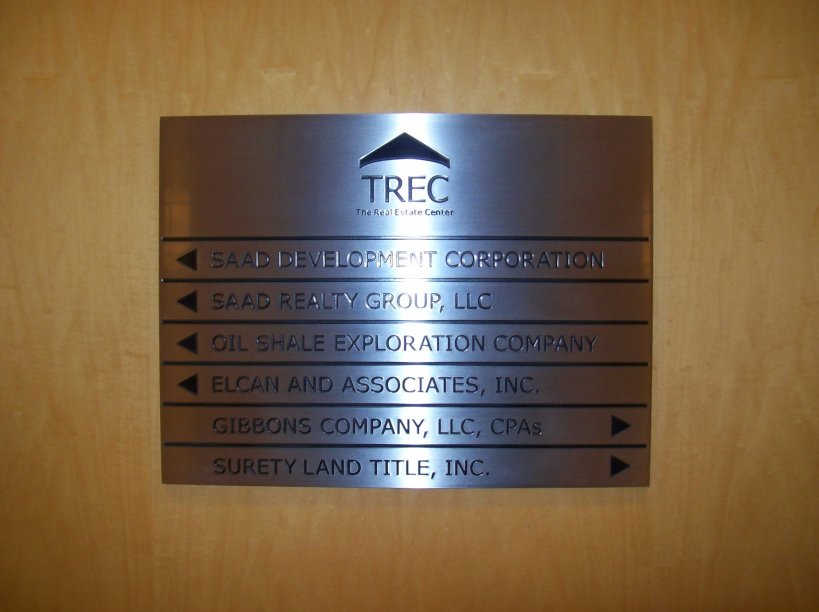 TREC
The Real Estate Center
SAAD DEVELOPMENT CORPORATION
SAAD REALTY GROUP, LLC
OIL SHALE EXPLORATION COMPANY
ELCAN AND ASSOCIATES, INC.
GIBBONS COMPANY, LLC, CPAs
SURETY LAND TITLE, INC.